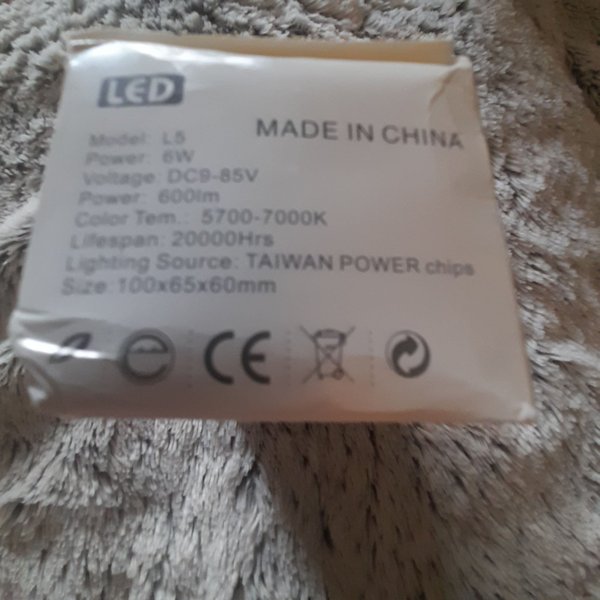 LED
MADE IN CHINA
Model: L5
Power: 6W
Voltage: DC9-85V
Power: 600lm
Color Tem.: 5700-7000K
Lifespan: 20000Hrs
Lighting Source: TAIWAN POWER chips
Size:100x65x60mm
CE